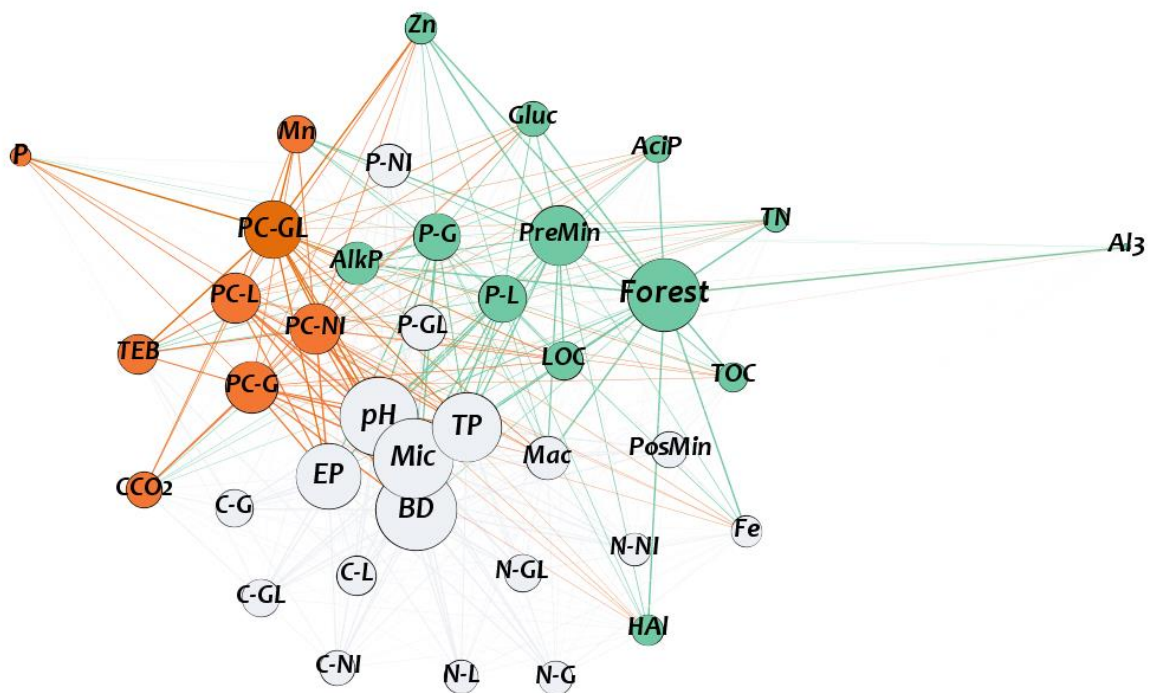 Zn
Gluc
Mn
AciP
P
P-NI
TN
PC-GL
P-G
PreMin
Al3
AlkP
PC-L
P-L
Forest
PC-NI
P-GL
TEB
LOC
TOC
PC-G
pH
TP
Mic
Mac
PosMin
EP
CCO2
C-G
BD
Fe
N-NI
C-L
N-GL
C-GL
HAl
C-NI
N-L
N-G